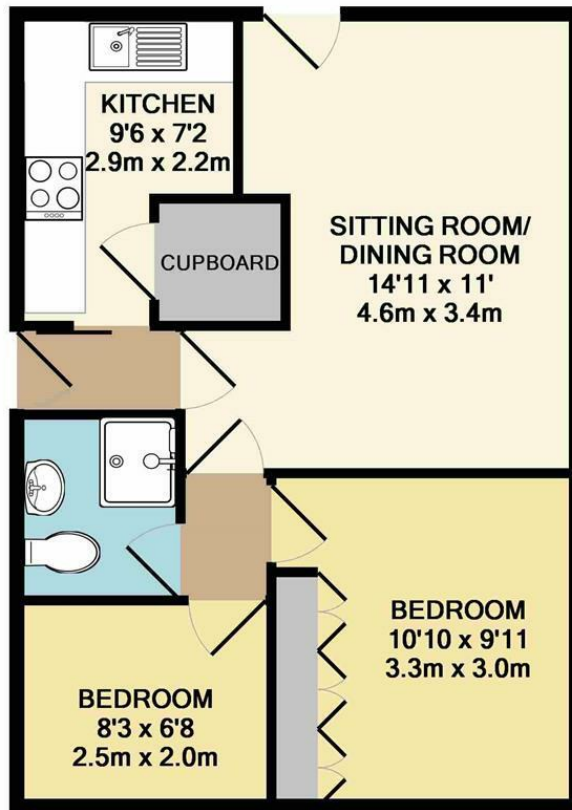 KITCHEN
9'6 x 7'2
2.9m x 2.2m
SITTING ROOM/
DINING ROOM
14'11 x 11'
4.6m x 3.4m
CUPBOARD
BEDROOM
10'10 x 9'11
3.3m x 3.0m
BEDROOM
8'3 x 6'8
2.5m x 2.0m